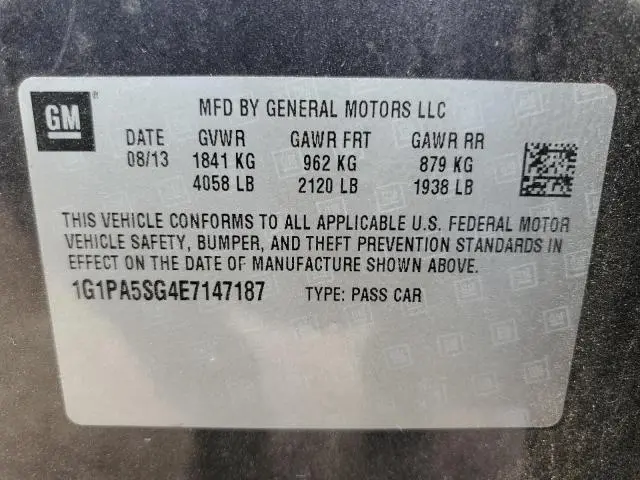 GM ®
MFD BY GENERAL MOTORS LLC
DATE GVWR GAWR FRT GAWR RR
08/13 1841 KG 962 KG 879 KG
4058 LB 2120 LB 1938 LB
THIS VEHICLE CONFORMS TO ALL APPLICABLE U.S. FEDERAL MOTOR
VEHICLE SAFETY, BUMPER, AND THEFT PREVENTION STANDARDS IN
EFFECT ON THE DATE OF MANUFACTURE SHOWN ABOVE.
1G1PA5SG4E7147187 TYPE: PASS CAR